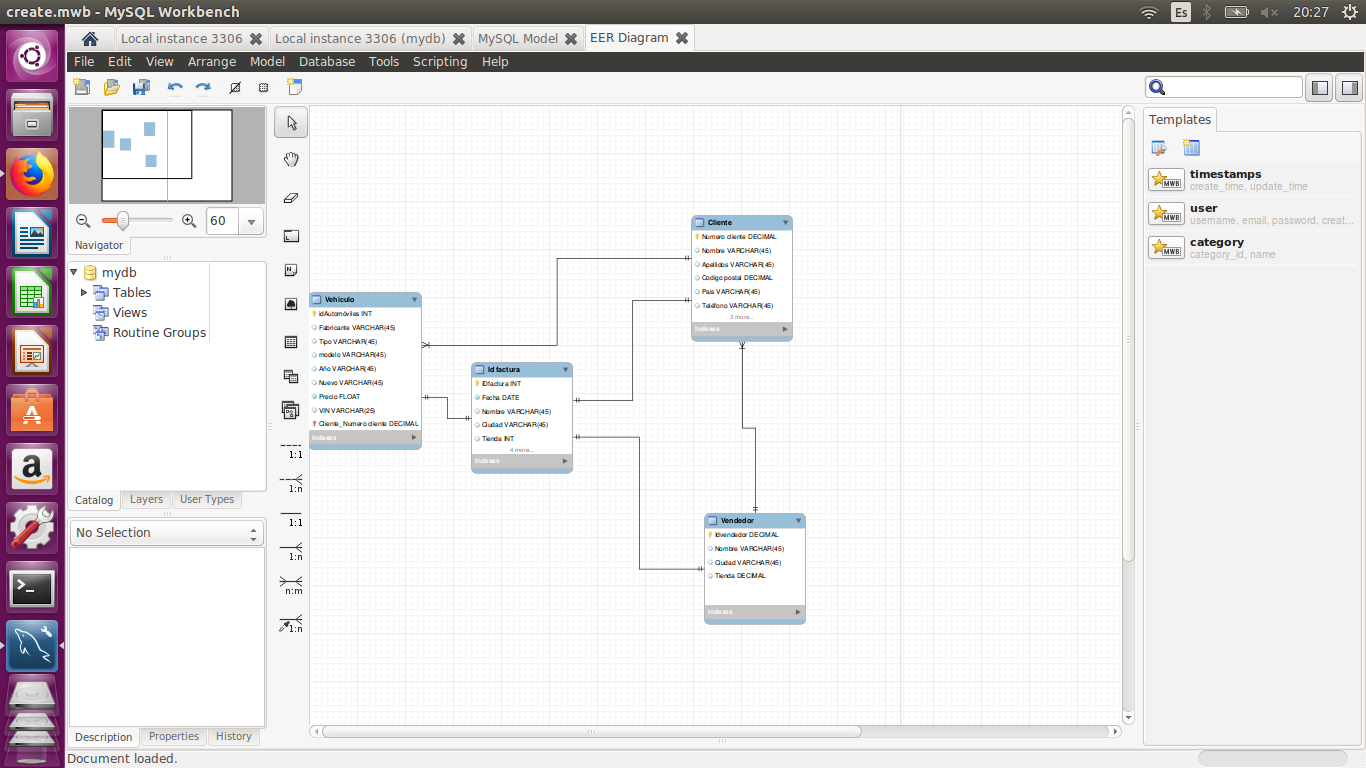 create.mwb - MySQL Workbench
Es
20:27
Local instance 3306
Local instance 3306 (mydb)
MySQL Model
EER Diagram
File Edit View Arrange Model Database Tools Scripting Help
60
Navigator
mydb
Tables
Views
Routine Groups
Catalog
Layers
User Types
No Selection
Description
Properties
History
Document loaded.
1:1
1:n
1:1
1:n
n:m
1:n
Vehiculo
idAutomóviles INT
Fabricante VARCHAR(45)
Tipo VARCHAR(45)
modelo VARCHAR(45)
Año VARCHAR(45)
Nuevo VARCHAR(45)
Precio FLOAT
VIN VARCHAR(25)
Cliente_Numero cliente DECIMAL
Indexes
Id factura
IDfactura INT
Fecha DATE
Nombre VARCHAR(45)
Ciudad VARCHAR(45)
Tienda INT
4 more...
Indexes
Cliente
Numero cliente DECIMAL
Nombre VARCHAR(45)
Apellidos VARCHAR(45)
Codigo postal DECIMAL
Pais VARCHAR(45)
Teléfono VARCHAR(45)
3 more...
Indexes
Vendedor
Idvendedor DECIMAL
Nombre VARCHAR(45)
Ciudad VARCHAR(45)
Tienda DECIMAL
Indexes
Templates
MWB
timestamps
create_time, update_time
MWB
user
username, email, password, creat...
MWB
category
category_id, name